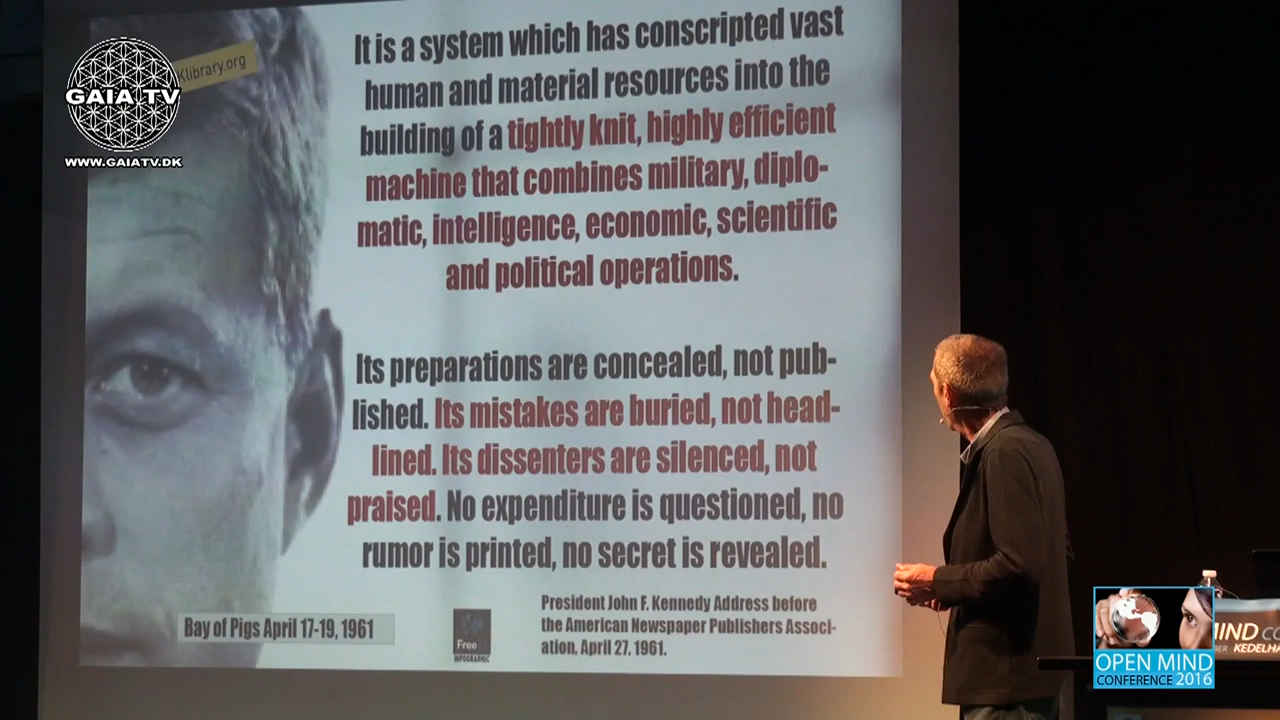 Klibrary.org
GAIA TV
WWW.GAIATV.DK
It is a system which has conscripted vast
human and material resources into the
building of a tightly knit, highly efficient
machine that combines military, diplo-
matic, intelligence, economic, scientific
and political operations.
Its preparations are concealed, not pub-
lished. Its mistakes are buried, not head-
lined. Its dissenters are silenced, not
praised. No expenditure is questioned, no
rumor is printed, no secret is revealed.
Bay of Pigs April 17-19, 1961
Free
INFOGRAPHIC
President John F. Kennedy Address before
the American Newspaper Publishers Associ-
ation, April 27, 1961.
OPEN MIND
CONFERENCE 2016
IND CO
BER KEDELHA